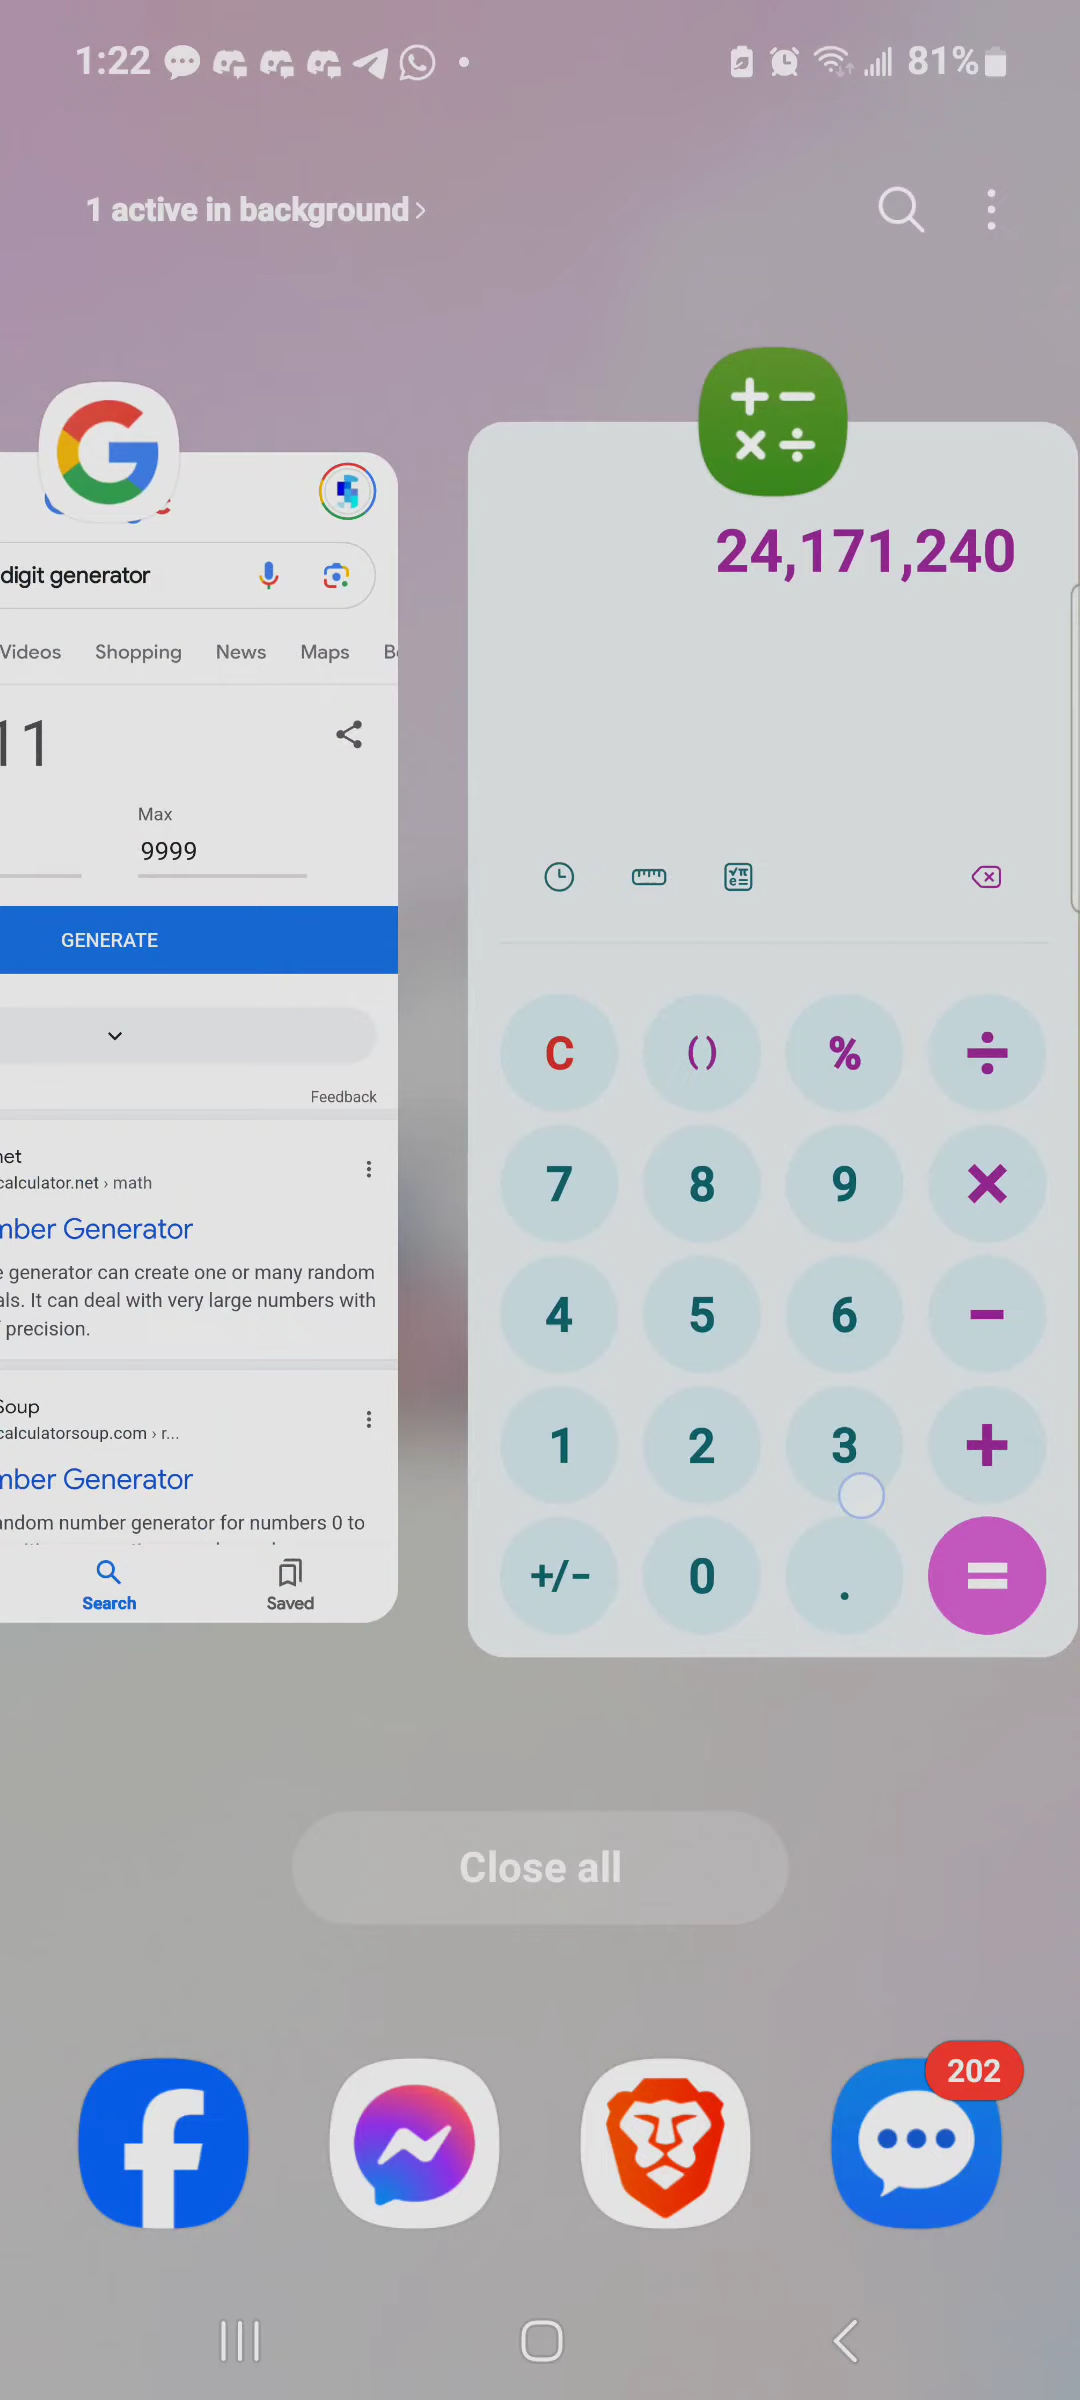 1:22
81%
1 active in background
digit generator
Videos Shopping News Maps
11
Max
9999
GENERATE
Feedback
net
calculator.net › math
mber Generator
e generator can create one or many random
als. It can deal with very large numbers with
precision.
Soup
calculatorsoup.com › r...
mber Generator
andom number generator for numbers 0 to
Search Saved
24,171,240
C ( ) % ÷
7 8 9 ×
4 5 6 −
1 2 3 +
+/− 0 . =
Close all
202